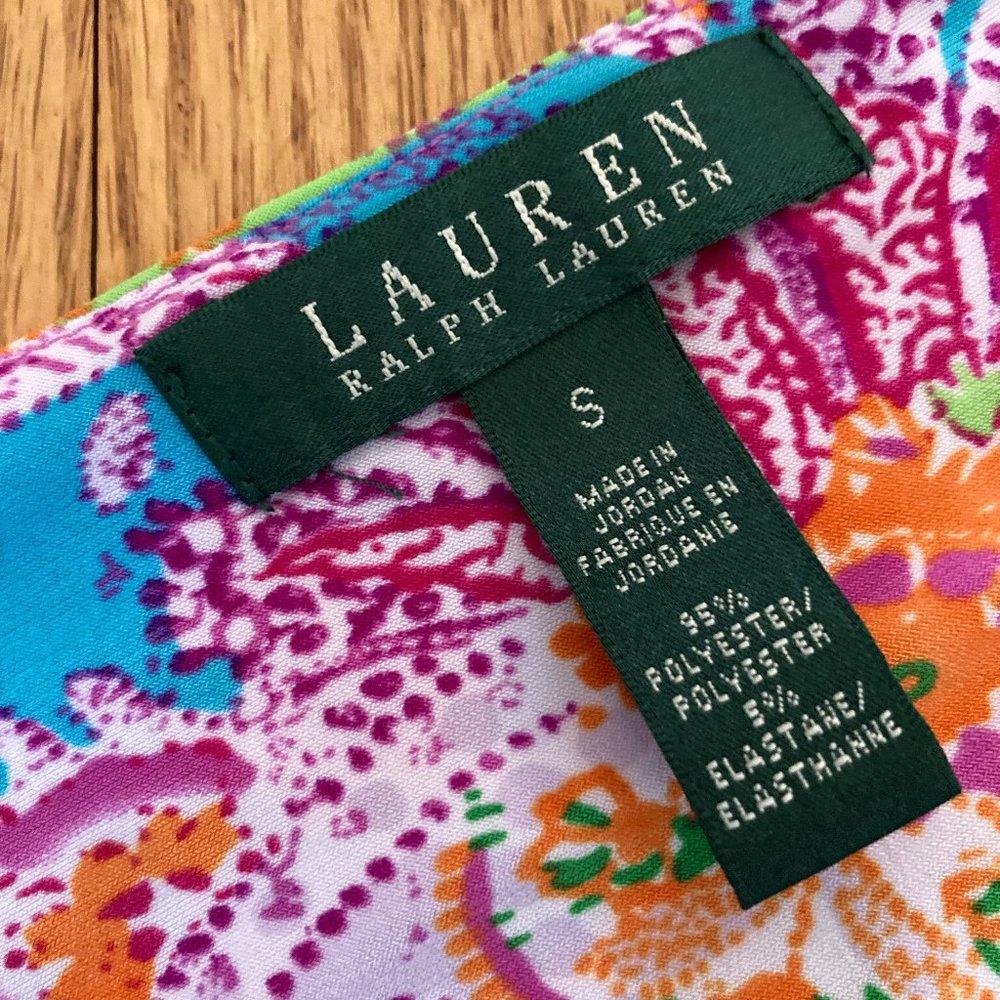 LAUREN
RALPH LAUREN
S
MADE IN
JORDAN
FABRIQUE EN
JORDANIE
95%
POLYESTER/
POLYESTER
5%
ELASTANE/
ELASTHANNE